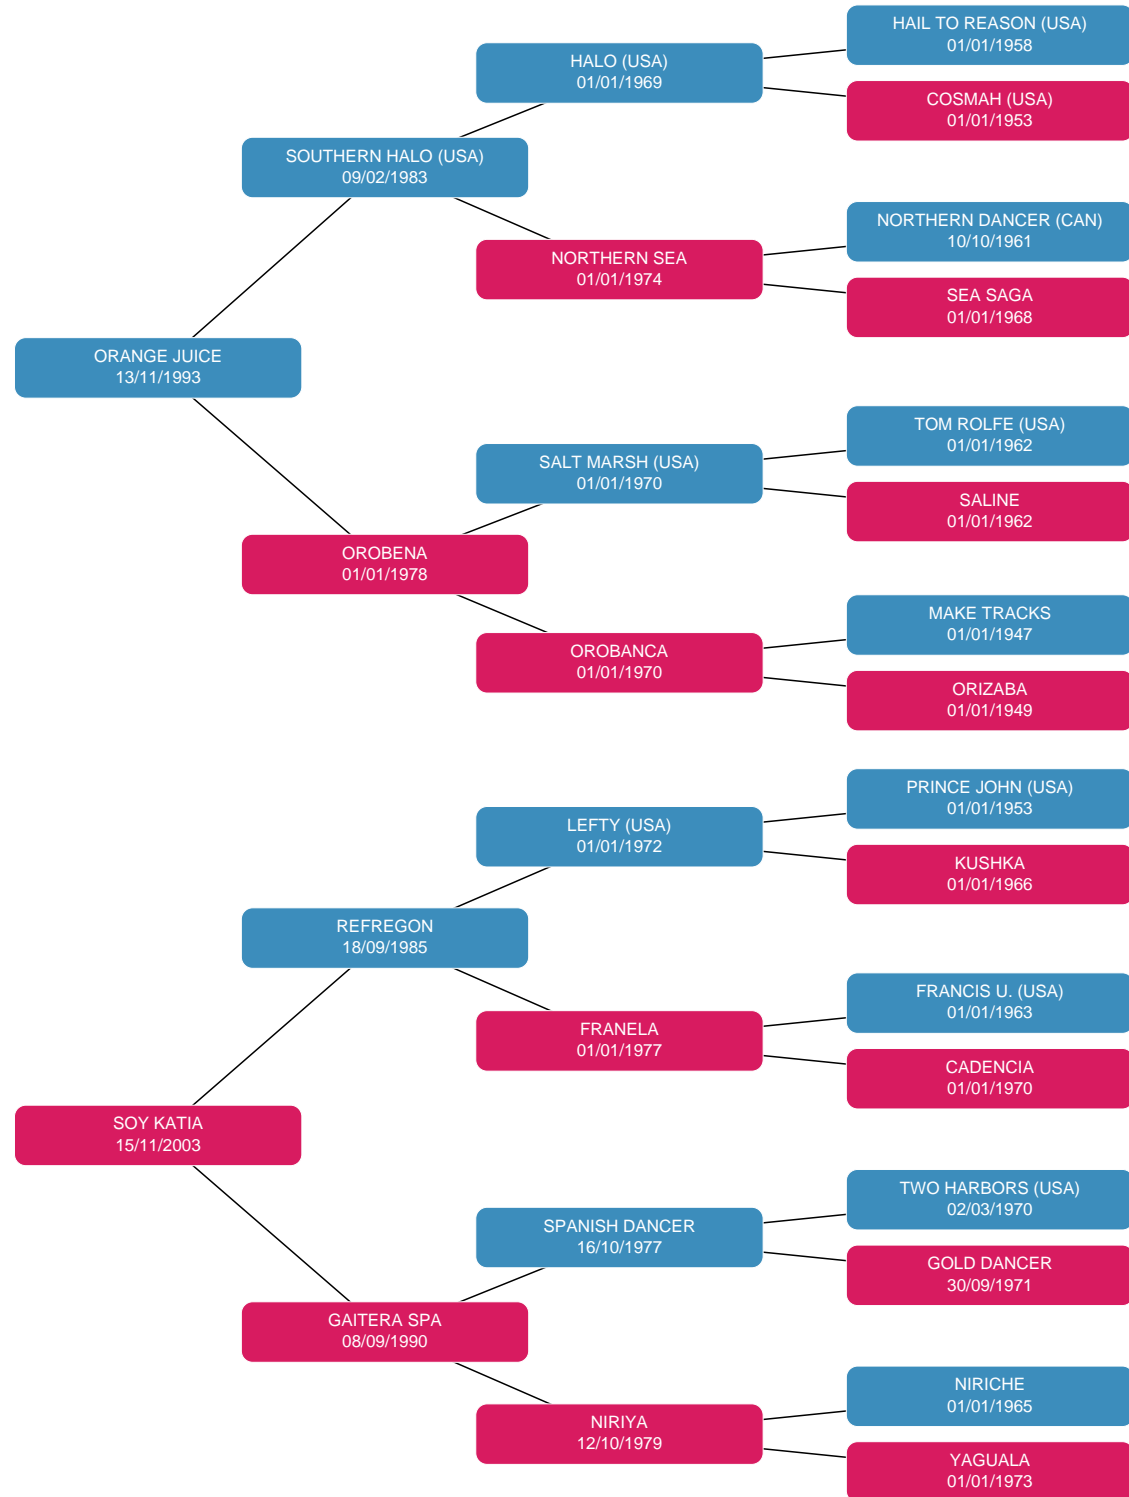 HAIL TO REASON (USA)
01/01/1958
HALO (USA)
01/01/1969
COSMAH (USA)
01/01/1953
SOUTHERN HALO (USA)
09/02/1983
NORTHERN DANCER (CAN)
10/10/1961
NORTHERN SEA
01/01/1974
SEA SAGA
01/01/1968
ORANGE JUICE
13/11/1993
TOM ROLFE (USA)
01/01/1962
SALT MARSH (USA)
01/01/1970
SALINE
01/01/1962
OROBENA
01/01/1978
MAKE TRACKS
01/01/1947
OROBANCA
01/01/1970
ORIZABA
01/01/1949
PRINCE JOHN (USA)
01/01/1953
LEFTY (USA)
01/01/1972
KUSHKA
01/01/1966
REFREGON
18/09/1985
FRANCIS U. (USA)
01/01/1963
FRANELA
01/01/1977
CADENCIA
01/01/1970
SOY KATIA
15/11/2003
TWO HARBORS (USA)
02/03/1970
SPANISH DANCER
16/10/1977
GOLD DANCER
30/09/1971
GAITERA SPA
08/09/1990
NIRICHE
01/01/1965
NIRIYA
12/10/1979
YAGUALA
01/01/1973